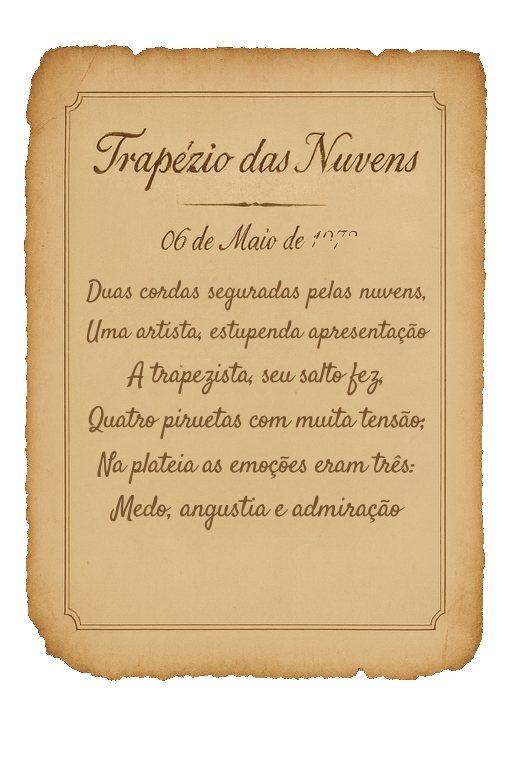 Trapézio das Nuvens
06 de Maio de
Duas cordas seguradas pelas nuvens,
Uma artista, estupenda apresentação
A trapezista, seu salto fez,
Quatro piruetas com muita tensão;
Na plateia as emoções eram três:
Medo, angustia e admiração